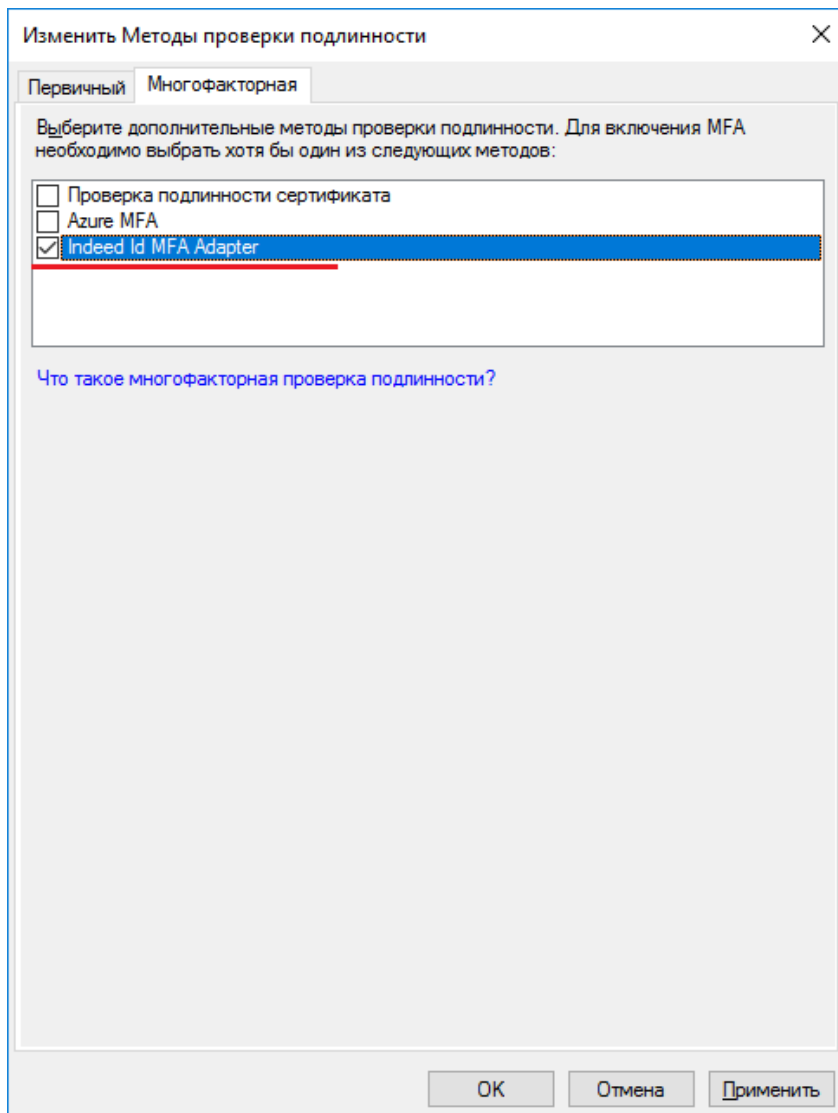 Изменить Методы проверки подлинности
Первичный
Многофакторная
Выберите дополнительные методы проверки подлинности. Для включения MFA
необходимо выбрать хотя бы один из следующих методов:
Проверка подлинности сертификата
Azure MFA
Indeed Id MFA Adapter
Что такое многофакторная проверка подлинности?
OK
Отмена
Применить